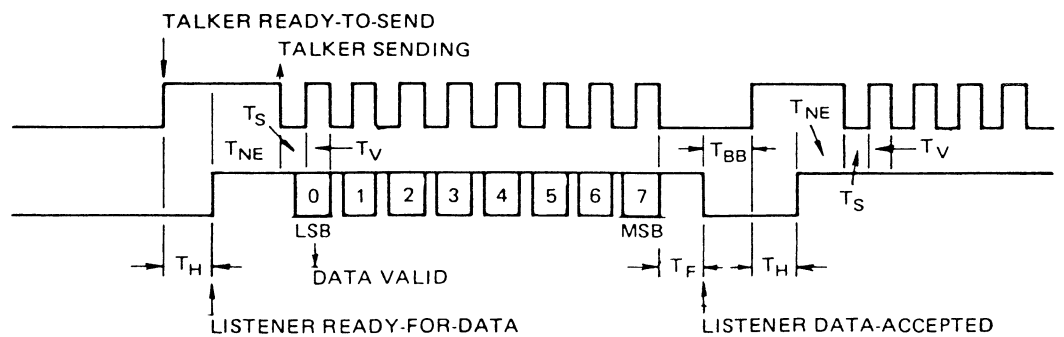 TALKER READY-TO-SEND
TALKER SENDING
TS
TNE
TV
TBB
TNE
TV
TS
0 1 2 3 4 5 6 7
LSB
MSB
TH
DATA VALID
TF
TH
LISTENER READY-FOR-DATA
LISTENER DATA-ACCEPTED